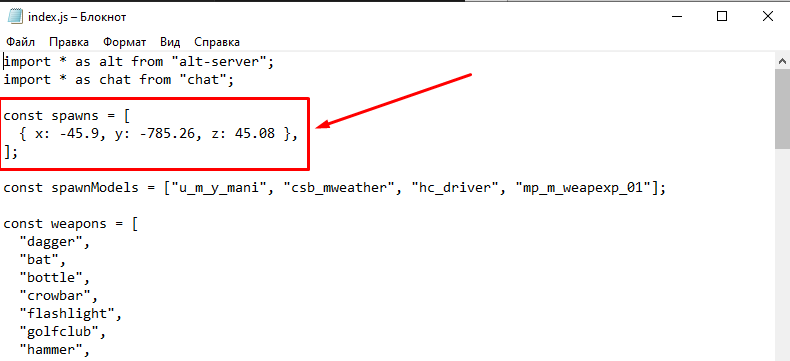 index.js – Блокнот
Файл Правка Формат Вид Справка
import * as alt from "alt-server";
import * as chat from "chat";
const spawns = [
{ x: -45.9, y: -785.26, z: 45.08 },
];
const spawnModels = ["u_m_y_mani", "csb_mweather", "hc_driver", "mp_m_weapexp_01"];
const weapons = [
"dagger",
"bat",
"bottle",
"crowbar",
"flashlight",
"golfclub",
"hammer",